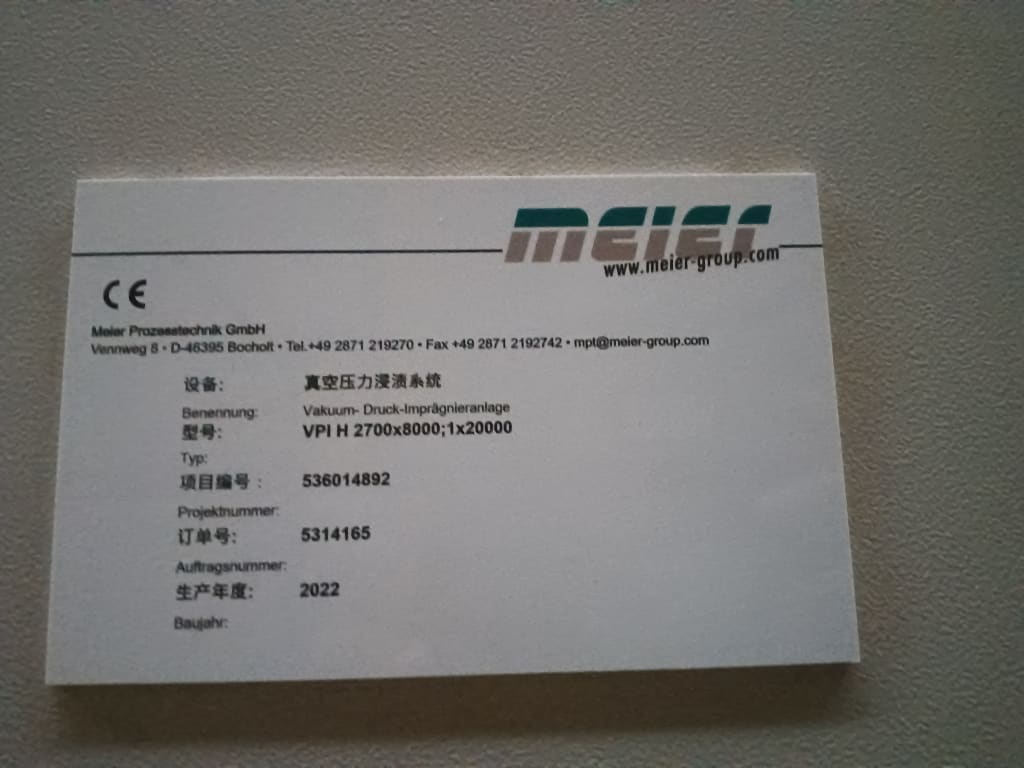 meier
www.meier-group.com
CE
Meier Prozesstechnik GmbH
Vennweg 8 • D-46395 Bocholt • Tel.+49 2871 219270 • Fax +49 2871 2192742 • mpt@meier-group.com
设备: 真空压力浸渍系统
Benennung: Vakuum- Druck-Imprägnieranlage
型号: VPI H 2700x8000;1x20000
Typ:
项目编号 : 536014892
Projektnummer:
订单号: 5314165
Auftragsnummer:
生产年度: 2022
Baujahr: